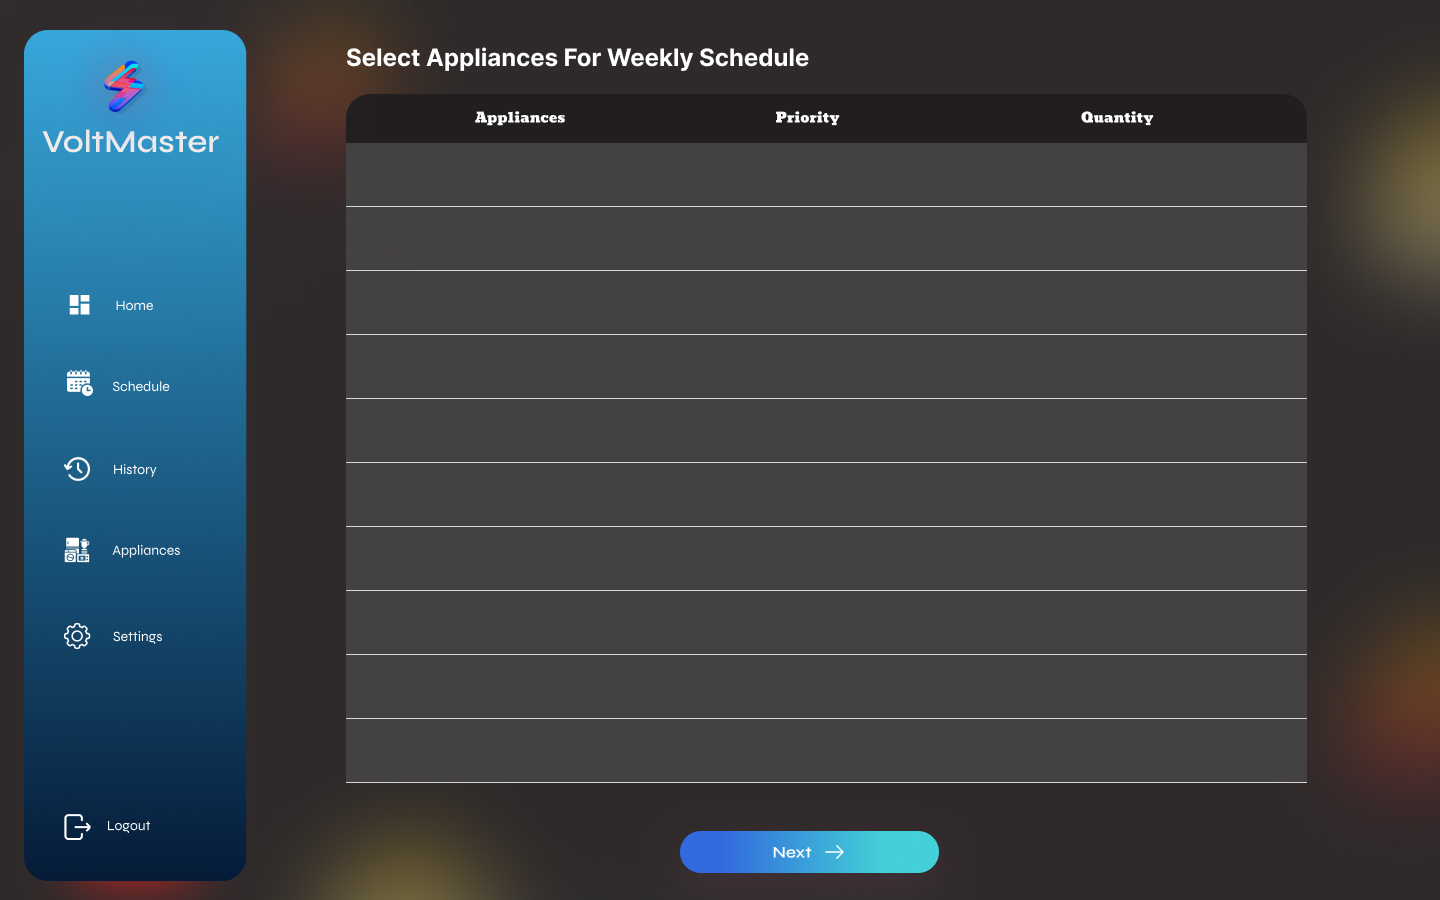 VoltMaster
Home
Schedule
History
Appliances
Settings
Logout
Select Appliances For Weekly Schedule
Appliances Priority Quantity
Next